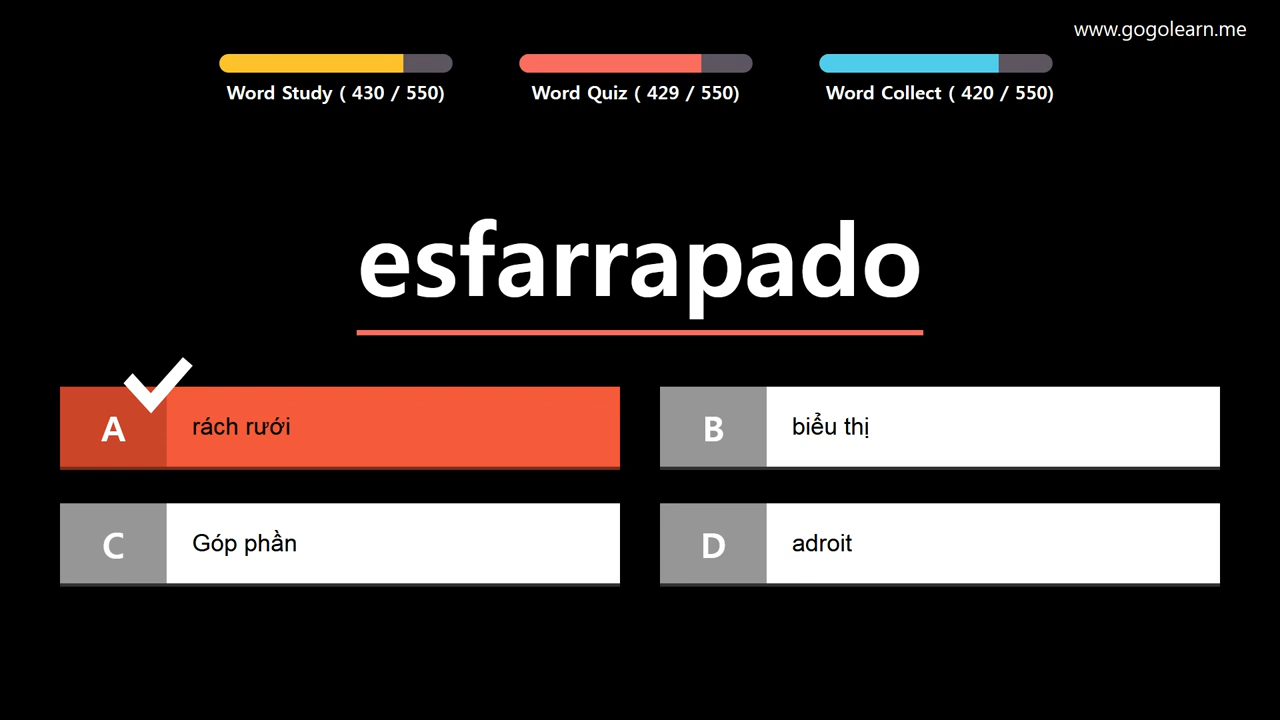 www.gogolearn.me
Word Study ( 430 / 550)
Word Quiz ( 429 / 550)
Word Collect ( 420 / 550)
esfarrapado
A
rách rưới
B
biểu thị
C
Góp phần
D
adroit